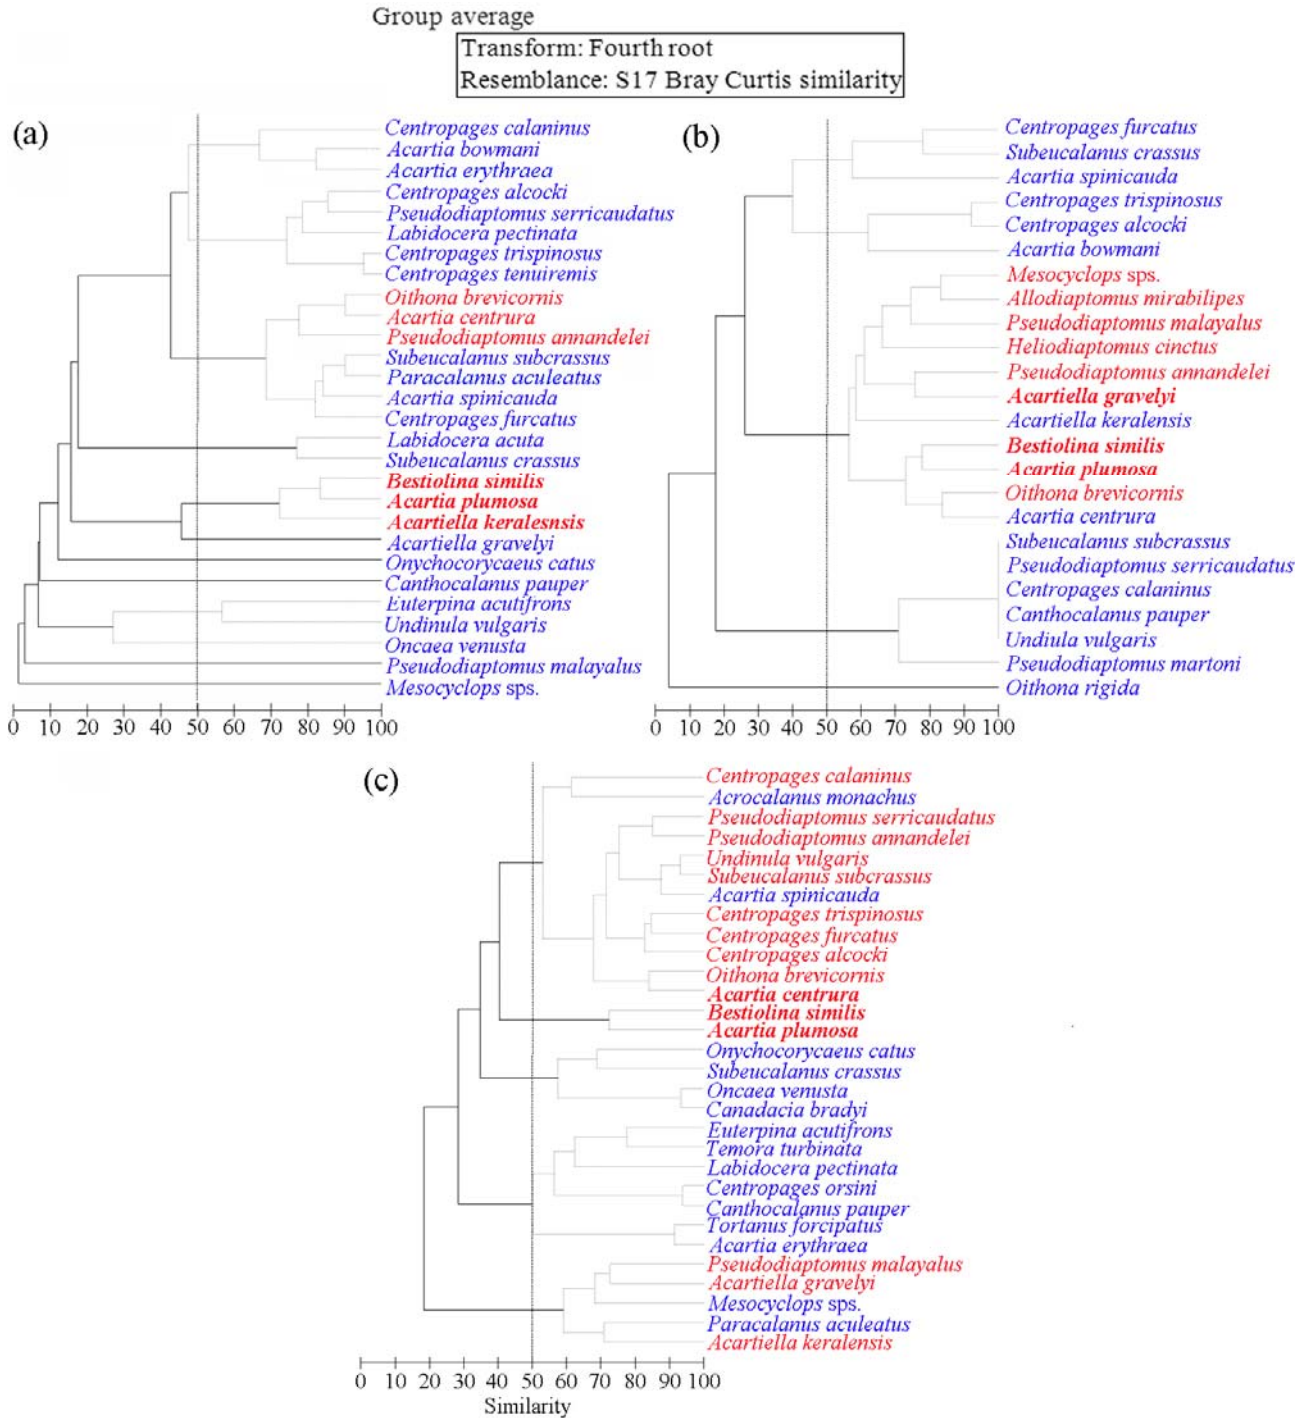 Group average
Transform: Fourth root
Resemblance: S17 Bray Curtis similarity
(a)
Centropages calaninus
Acartia bowmani
Acartia erythraea
Centropages alcocki
Pseudodiaptomus serricaudatus
Labidocera pectinata
Centropages trispinosus
Centropages tenuiremis
Oithona brevicornis
Acartia centrura
Pseudodiaptomus annandelei
Subeucalanus subcrassus
Paracalanus aculeatus
Acartia spinicauda
Centropages furcatus
Labidocera acuta
Subeucalanus crassus
Bestiolina similis
Acartia plumosa
Acartiella keralesnsis
Acartiella gravelyi
Onychocorycaeus catus
Canthocalanus pauper
Euterpina acutifrons
Undinula vulgaris
Oncaea venusta
Pseudodiaptomus malayalus
Mesocyclops sps.
0 10 20 30 40 50 60 70 80 90 100
(b)
Centropages furcatus
Subeucalanus crassus
Acartia spinicauda
Centropages trispinosus
Centropages alcocki
Acartia bowmani
Mesocyclops sps.
Allodiaptomus mirabilipes
Pseudodiaptomus malayalus
Heliodiaptomus cinctus
Pseudodiaptomus annandelei
Acartiella gravelyi
Acartiella keralensis
Bestiolina similis
Acartia plumosa
Oithona brevicornis
Acartia centrura
Subeucalanus subcrassus
Pseudodiaptomus serricaudatus
Centropages calaninus
Canthocalanus pauper
Undiula vulgaris
Pseudodiaptomus martoni
Oithona rigida
0 10 20 30 40 50 60 70 80 90 100
(c)
Centropages calaninus
Acrocalanus monachus
Pseudodiaptomus serricaudatus
Pseudodiaptomus annandelei
Undinula vulgaris
Subeucalanus subcrassus
Acartia spinicauda
Centropages trispinosus
Centropages furcatus
Centropages alcocki
Oithona brevicornis
Acartia centrura
Bestiolina similis
Acartia plumosa
Onychocorycaeus catus
Subeucalanus crassus
Oncaea venusta
Canadacia bradyi
Euterpina acutifrons
Temora turbinata
Labidocera pectinata
Centropages orsini
Canthocalanus pauper
Tortanus forcipatus
Acartia erythraea
Pseudodiaptomus malayalus
Acartiella gravelyi
Mesocyclops sps.
Paracalanus aculeatus
Acartiella keralensis
0 10 20 30 40 50 60 70 80 90 100
Similarity